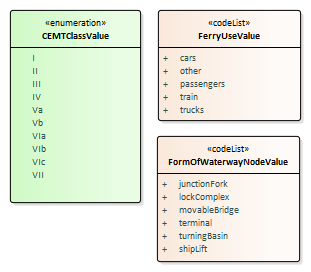 «enumeration»
CEMTClassValue
I
II
III
IV
Va
Vb
VIa
VIb
VIc
VII
«codeList»
FerryUseValue
+ cars
+ other
+ passengers
+ train
+ trucks
«codeList»
FormOfWaterwayNodeValue
+ junctionFork
+ lockComplex
+ movableBridge
+ terminal
+ turningBasin
+ shipLift